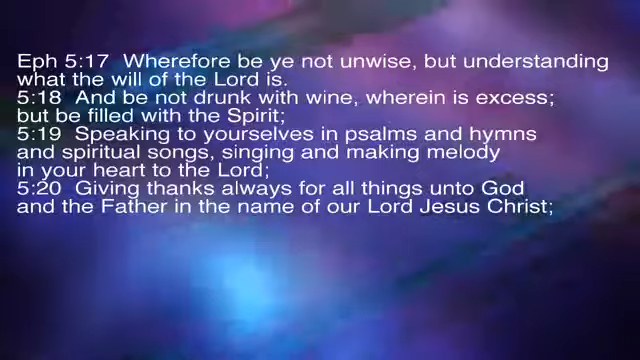 Eph 5:17  Wherefore be ye not unwise, but understanding
what the will of the Lord is.
5:18  And be not drunk with wine, wherein is excess;
but be filled with the Spirit;
5:19  Speaking to yourselves in psalms and hymns
and spiritual songs, singing and making melody
in your heart to the Lord;
5:20  Giving thanks always for all things unto God
and the Father in the name of our Lord Jesus Christ;